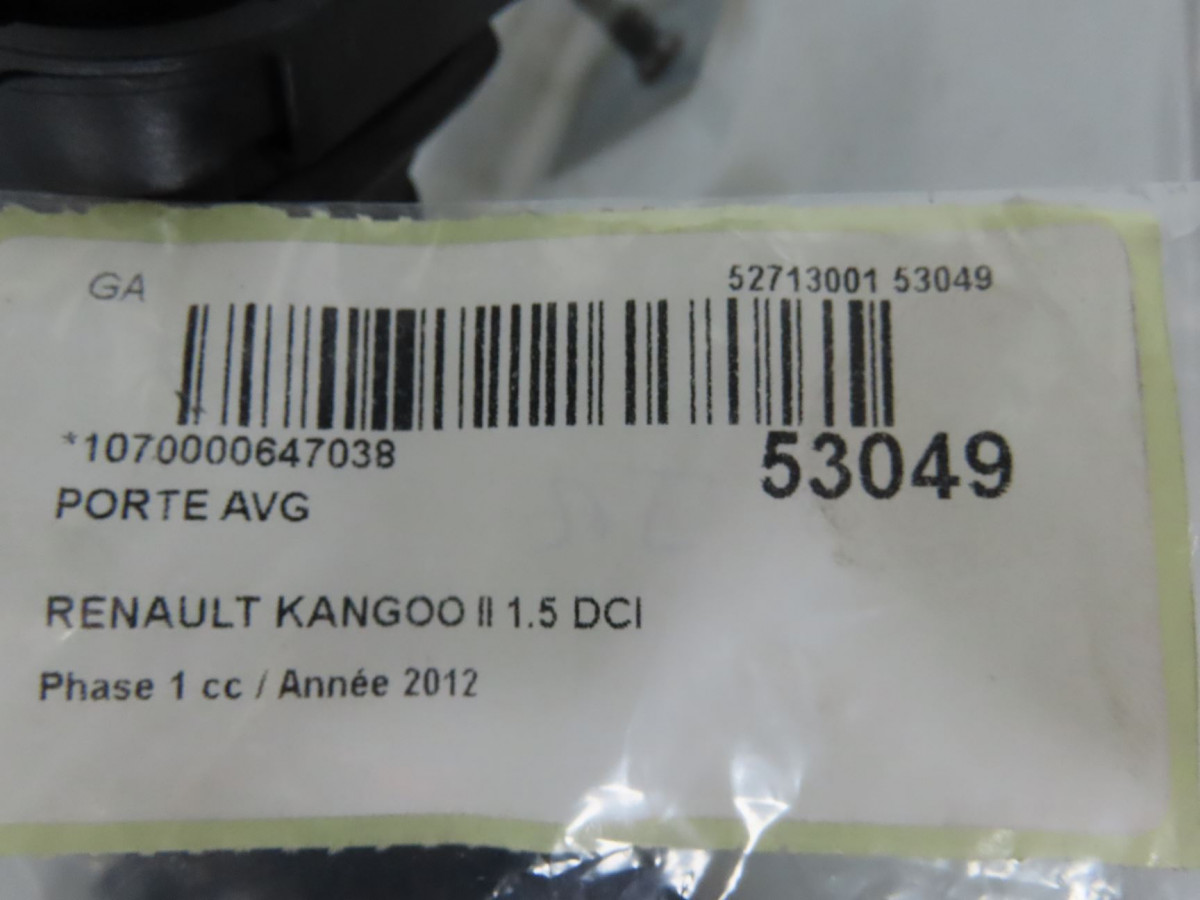 GA
52713001 53049
*1070000647038
53049
PORTE AVG
RENAULT KANGOO II 1.5 DCI
Phase 1 cc / Année 2012